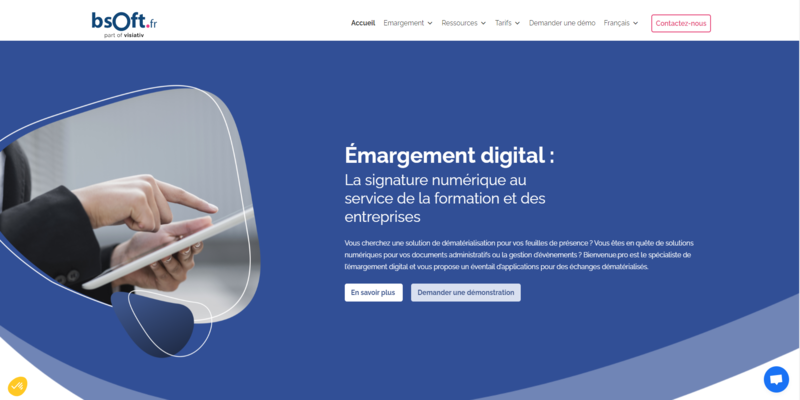 bsOft.fr
part of visiativ
Accueil Emargement Ressources Tarifs Demander une démo Français Contactez-nous
Émargement digital :
La signature numérique au
service de la formation et des
entreprises
Vous cherchez une solution de dématérialisation pour vos feuilles de présence ? Vous êtes en quête de solutions
numériques pour vos documents administratifs ou la gestion d'événements ? Bienvenue.pro est le spécialiste de
l'émargement digital et vous propose un éventail d'applications pour des échanges dématérialisés.
En savoir plus Demander une démonstration